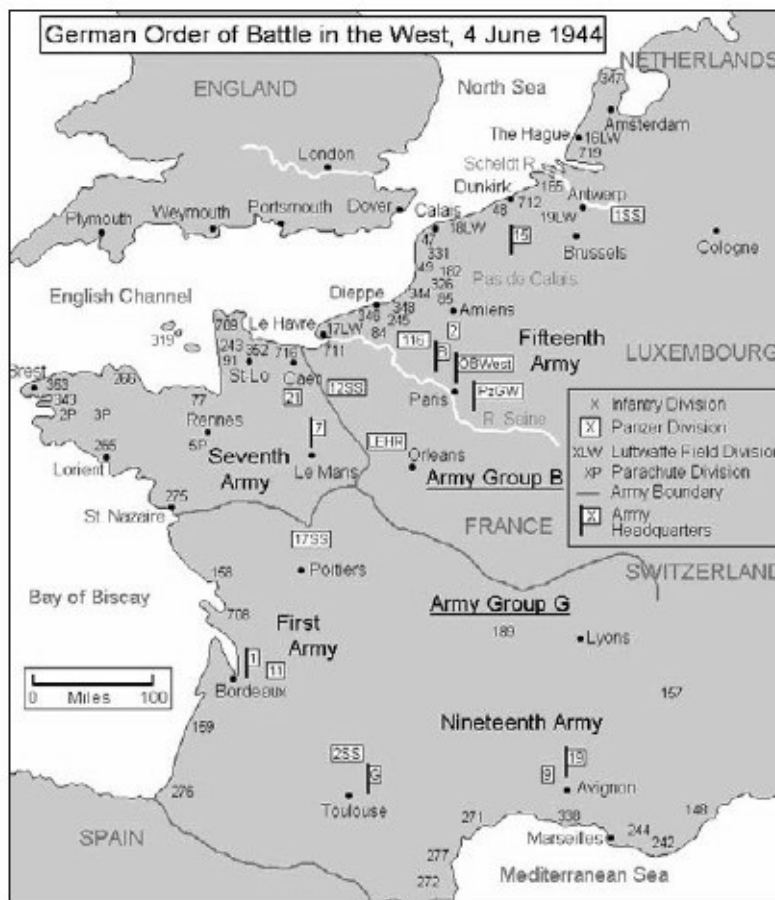 German Order of Battle in the West, 4 June 1944
NETHERLANDS
ENGLAND
North Sea
347
Amsterdam
The Hague
16LW
719
London
Scheldt R.
165
Dunkirk
712
48
Antwerp
19LW
1SS
Plymouth
Weymouth
Portsmouth
Dover
Calais
18LW
15
Brussels
Cologne
47
331
49
182
326
85
Pas de Calais
English Channel
Dieppe
344
348
245
346
84
Amiens
2
319
709
243
91
352
Le Havre
17LW
711
716
St-Lo
Caen
21
12SS
116
B
OBWest
Fifteenth
Army
LUXEMBOURG
Paris
PzGW
R. Seine
Brest
353
343
2P
3P
266
77
Rennes
5P
265
Lorient
7
Seventh
Army
Le Mans
LEHR
Orleans
Army Group B
275
St. Nazaire
FRANCE
X Infantry Division
X Panzer Division
XLW Luftwaffe Field Division
XP Parachute Division
Army Boundary
X Army
Headquarters
SWITZERLAND
17SS
Poitiers
158
Bay of Biscay
708
First
Army
Army Group G
189
Lyons
1
11
Bordeaux
0 Miles 100
157
159
Nineteenth Army
2SS
G
Toulouse
9
19
Avignon
276
SPAIN
271
338
Marseilles
244
242
148
277
272
Mediterranean Sea